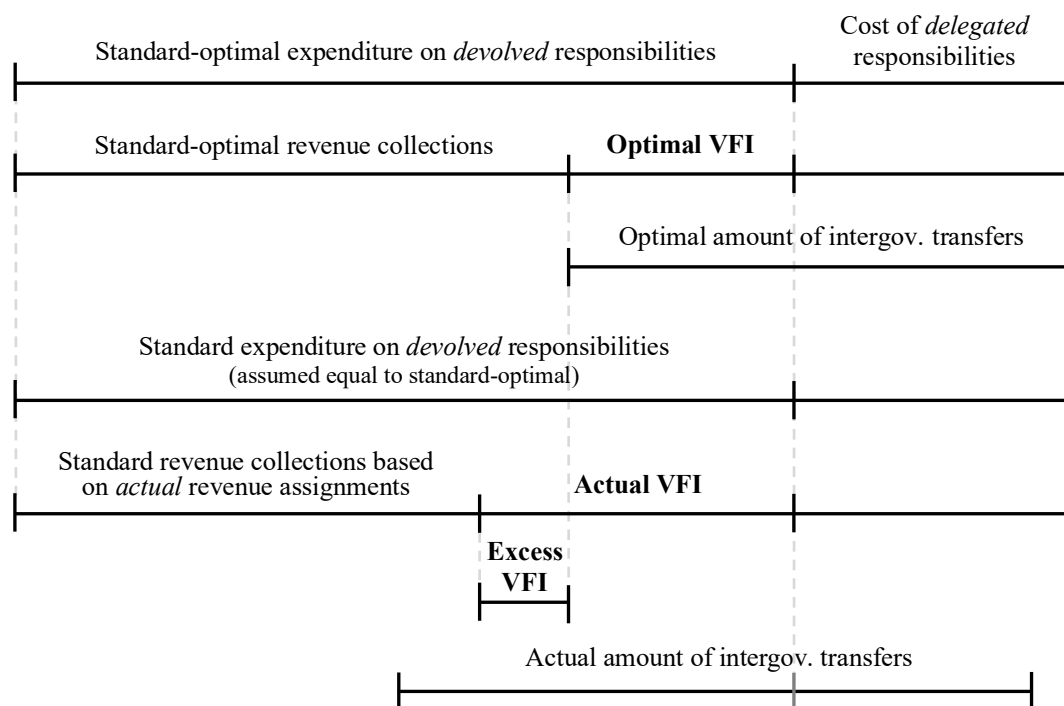 Cost of delegated
Standard-optimal expenditure on devolved responsibilities
responsibilities
Standard-optimal revenue collections
Optimal VFI
Optimal amount of intergov. transfers
Standard expenditure on devolved responsibilities
(assumed equal to standard-optimal)
Standard revenue collections based
on actual revenue assignments
Actual VFI
Excess
VFI
Actual amount of intergov. transfers